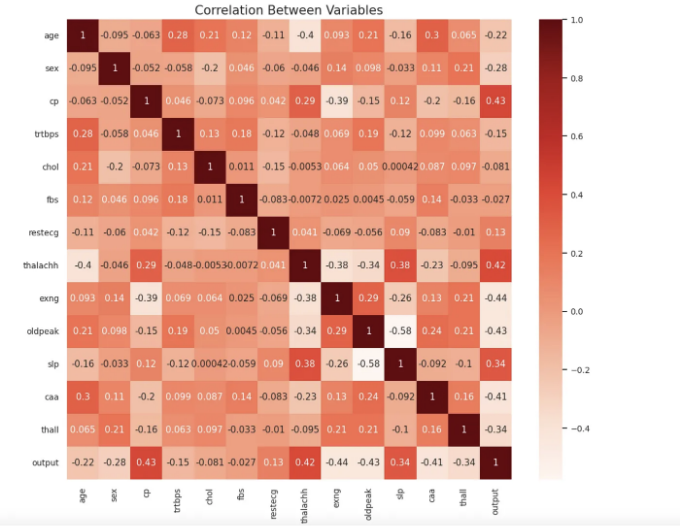 Correlation Between Variables
age 1 -0.095 -0.063 0.28 0.21 0.12 -0.11 -0.4 0.093 0.21 -0.16 0.3 0.065 -0.22
sex -0.095 1 -0.052 -0.058 -0.2 0.046 -0.06 -0.046 0.14 0.098 -0.033 0.11 0.21 -0.28
cp -0.063 -0.052 1 0.046 -0.073 0.096 0.042 0.29 -0.39 -0.15 0.12 -0.2 -0.16 0.43
trtbps 0.28 -0.058 0.046 1 0.13 0.18 -0.12 -0.048 0.069 0.19 -0.12 0.099 0.063 -0.15
chol 0.21 -0.2 -0.073 0.13 1 0.011 -0.15 -0.0053 0.064 0.05 0.00042 0.087 0.097 -0.081
fbs 0.12 0.046 0.096 0.18 0.011 1 -0.083 -0.0072 0.025 0.0045 -0.059 0.14 -0.033 -0.027
restecg -0.11 -0.06 0.042 -0.12 -0.15 -0.083 1 0.041 -0.069 -0.056 0.09 -0.083 -0.01 0.13
thalachh -0.4 -0.046 0.29 -0.048 -0.0053 -0.0072 0.041 1 -0.38 -0.34 0.38 -0.23 -0.095 0.42
exng 0.093 0.14 -0.39 0.069 0.064 0.025 -0.069 -0.38 1 0.29 -0.26 0.13 0.21 -0.44
oldpeak 0.21 0.098 -0.15 0.19 0.05 0.0045 -0.056 -0.34 0.29 1 -0.58 0.24 0.21 -0.43
slp -0.16 -0.033 0.12 -0.12 0.00042 -0.059 0.09 0.38 -0.26 -0.58 1 -0.092 -0.1 0.34
caa 0.3 0.11 -0.2 0.099 0.087 0.14 -0.083 -0.23 0.13 0.24 -0.092 1 0.16 -0.41
thall 0.065 0.21 -0.16 0.063 0.097 -0.033 -0.01 -0.095 0.21 0.21 -0.1 0.16 1 -0.34
output -0.22 -0.28 0.43 -0.15 -0.081 -0.027 0.13 0.42 -0.44 -0.43 0.34 -0.41 -0.34 1
age sex cp trtbps chol fbs restecg thalachh exng oldpeak slp caa thall output
1.0
0.8
0.6
0.4
0.2
0.0
-0.2
-0.4